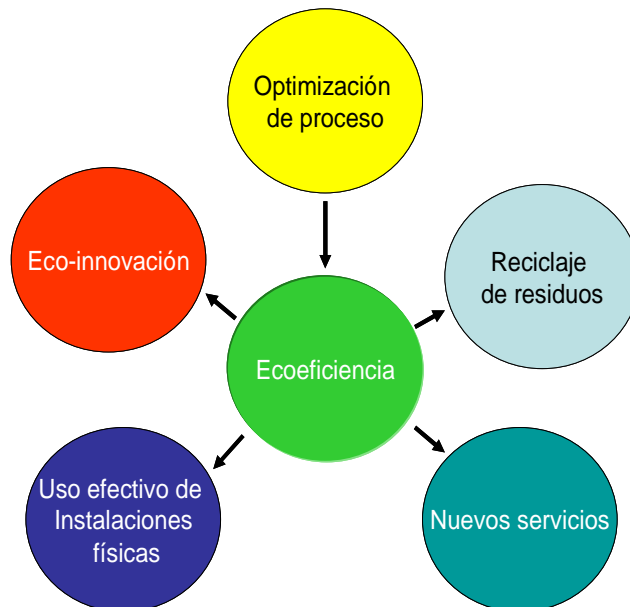 Optimización
de proceso
Eco-innovación
Reciclaje
de residuos
Ecoeficiencia
Uso efectivo de
Instalaciones
físicas
Nuevos servicios